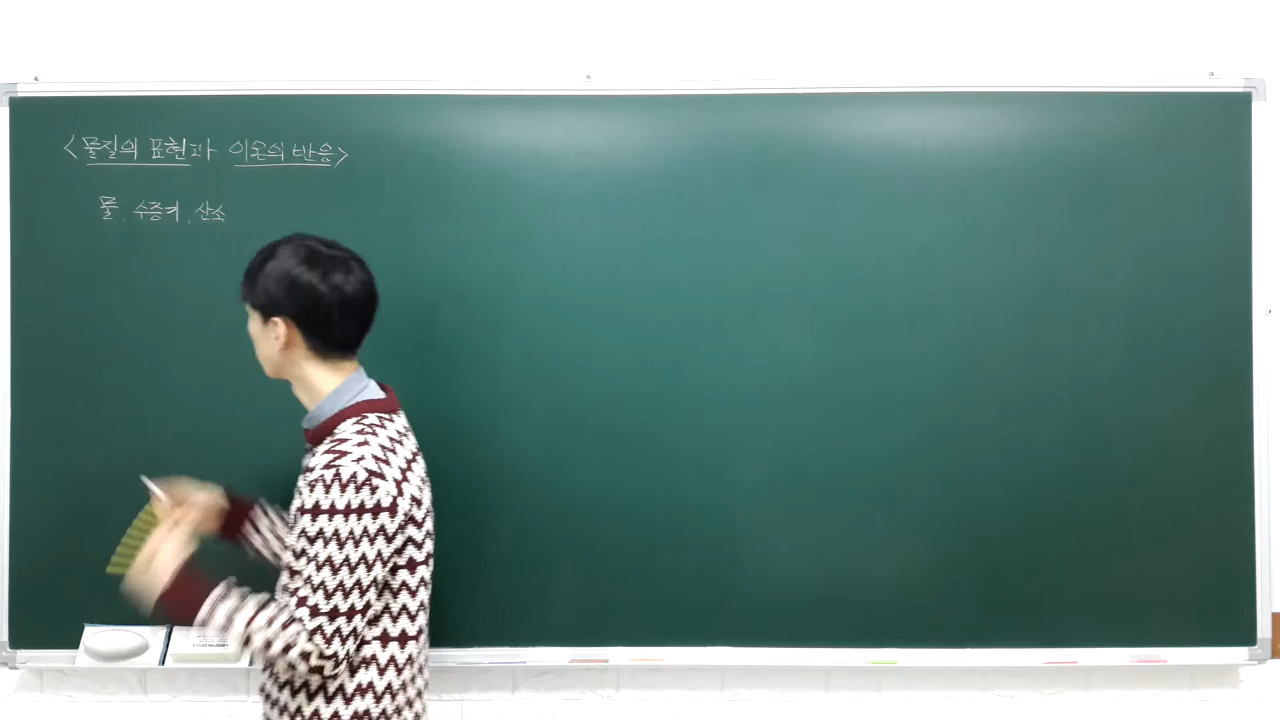 <물질의 표현과 이온의 반응>
물, 수증기, 산소